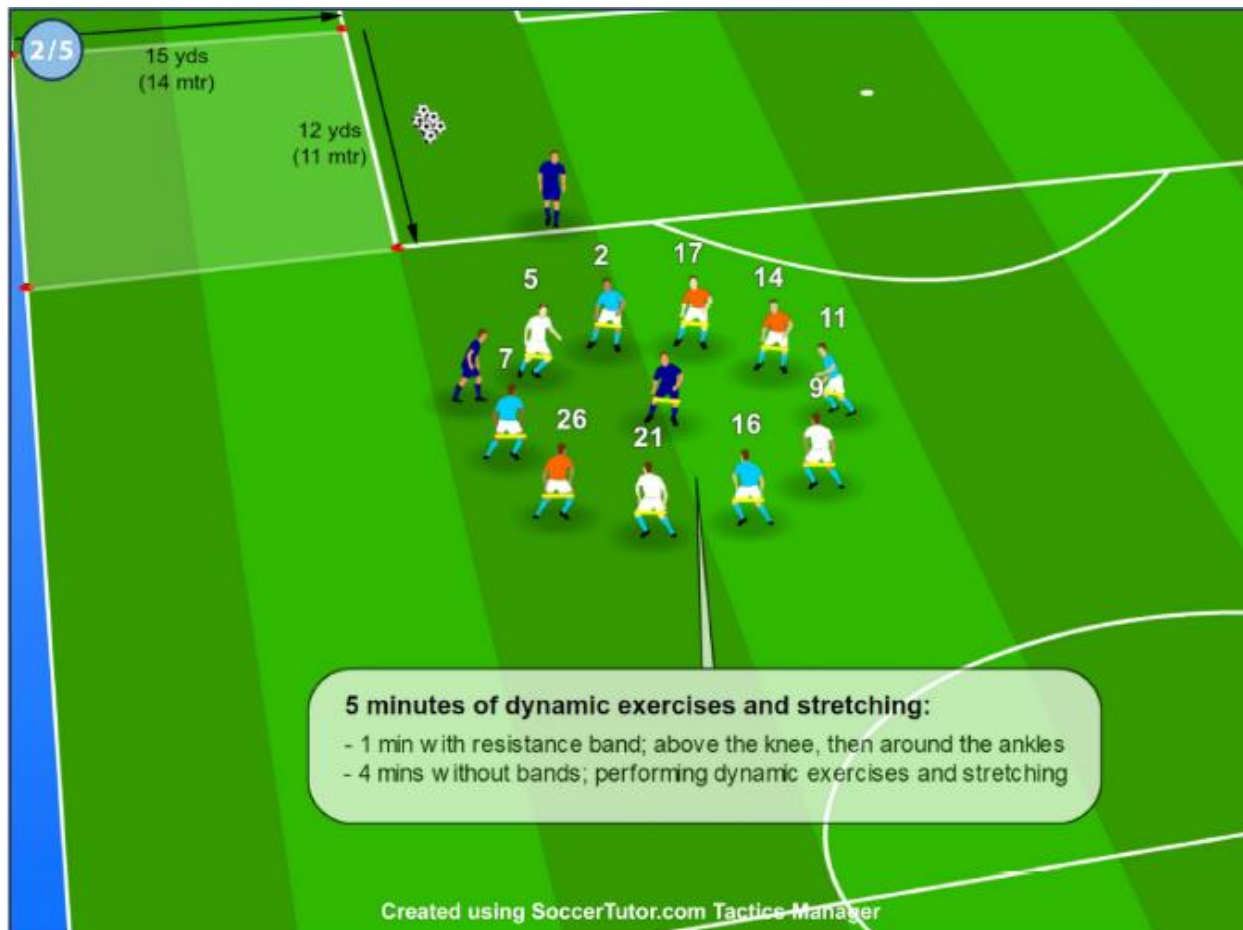 2/5
15 yds
(14 mtr)
12 yds
(11 mtr)
2
17
5
14
11
7
9
26
21
16
5 minutes of dynamic exercises and stretching:
- 1 min with resistance band; above the knee, then around the ankles
- 4 mins without bands; performing dynamic exercises and stretching
Created using SoccerTutor.com Tactics Manager